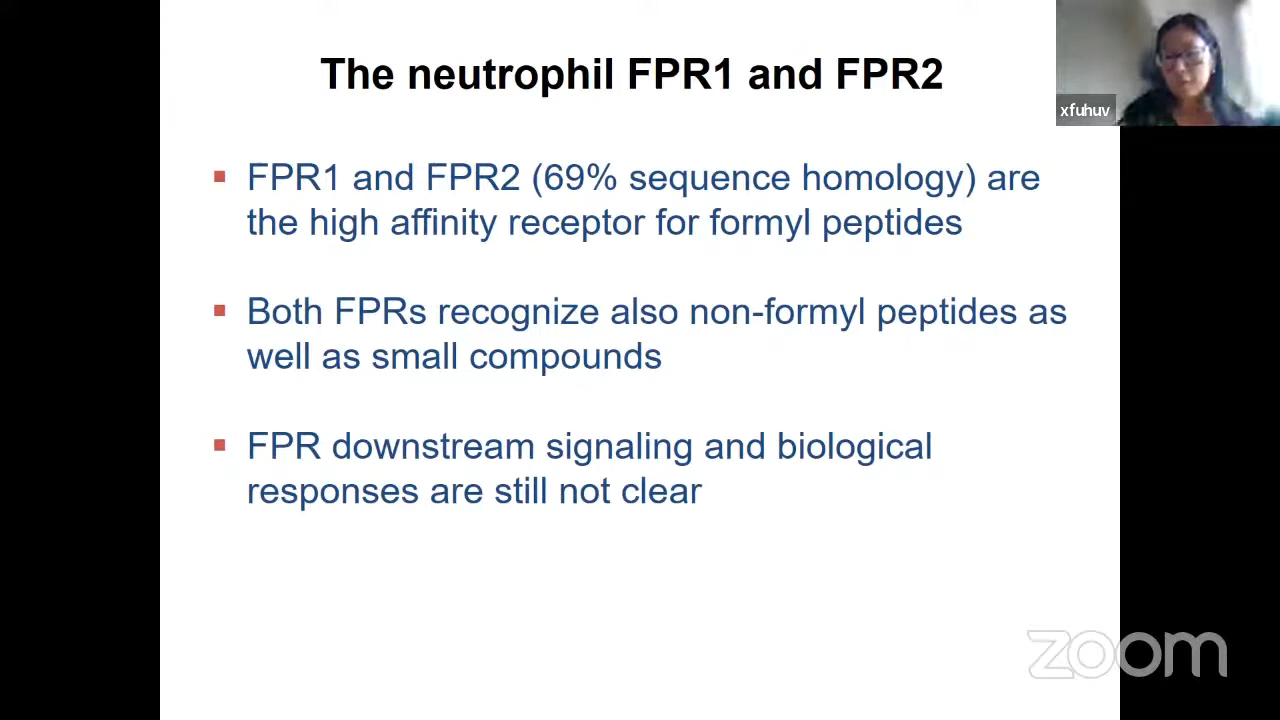 The neutrophil FPR1 and FPR2
xfuhuv
▪ FPR1 and FPR2 (69% sequence homology) are
the high affinity receptor for formyl peptides
▪ Both FPRs recognize also non-formyl peptides as
well as small compounds
▪ FPR downstream signaling and biological
responses are still not clear
zoom